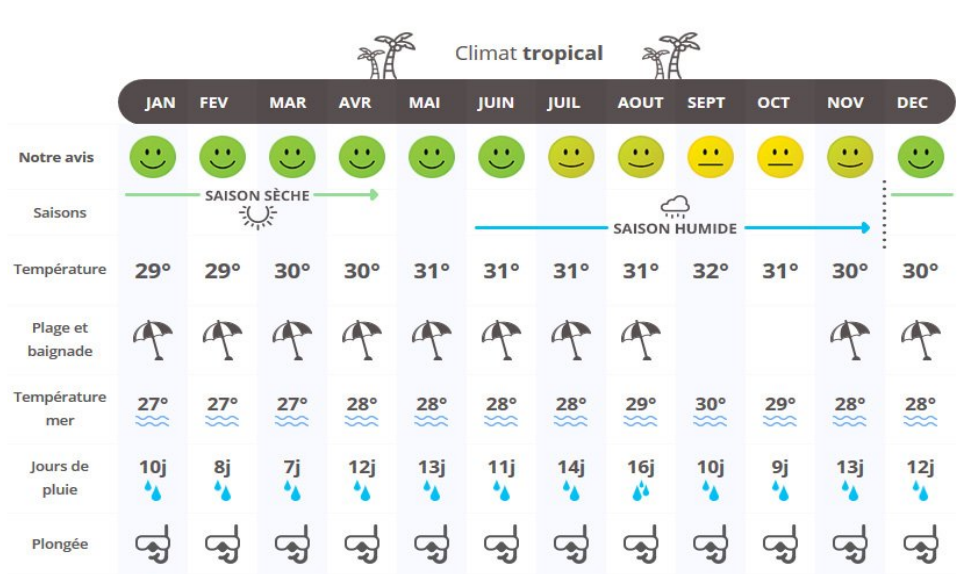 Climat tropical
JAN FEV MAR AVR MAI JUIN JUIL AOUT SEPT OCT NOV DEC
Notre avis
SAISON SÈCHE
Saisons
SAISON HUMIDE
Température 29° 29° 30° 30° 31° 31° 31° 31° 32° 31° 30° 30°
Plage et
baignade
Température
mer
27° 27° 27° 28° 28° 28° 28° 29° 30° 29° 28° 28°
Jours de
pluie
10j 8j 7j 12j 13j 11j 14j 16j 10j 9j 13j 12j
Plongée